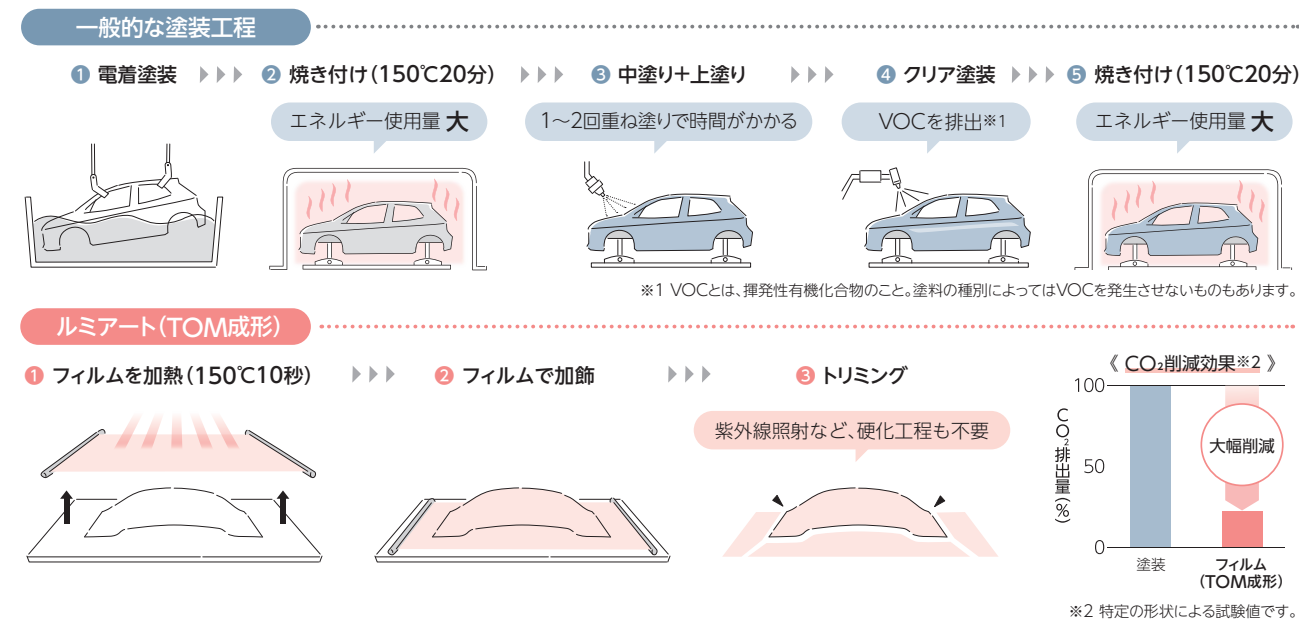 一般的な塗装工程
❶ 電着塗装
❷ 焼き付け（150℃20分）
❸ 中塗り＋上塗り
❹ クリア塗装
❺ 焼き付け（150℃20分）
エネルギー使用量 大
1〜2回重ね塗りで時間がかかる
VOCを排出※1
エネルギー使用量 大
※1 VOCとは、揮発性有機化合物のこと。塗料の種別によってはVOCを発生させないものもあります。
ルミアート（TOM成形）
❶ フィルムを加熱（150℃10秒）
❷ フィルムで加飾
❸ トリミング
紫外線照射など、硬化工程も不要
《 CO₂削減効果※2 》
CO₂排出量（%）
100
50
0
大幅削減
塗装
フィルム
（TOM成形）
※2 特定の形状による試験値です。